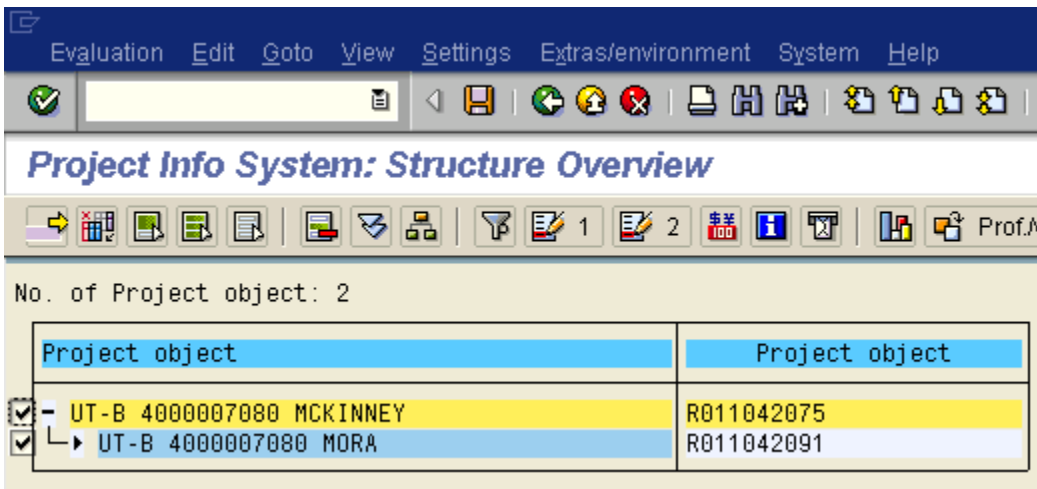 Evaluation Edit Goto View Settings Extras/environment System Help
Project Info System: Structure Overview
1 2 Prof.
No. of Project object: 2
Project object Project object
UT-B 4000007080 MCKINNEY R011042075
UT-B 4000007080 MORA R011042091